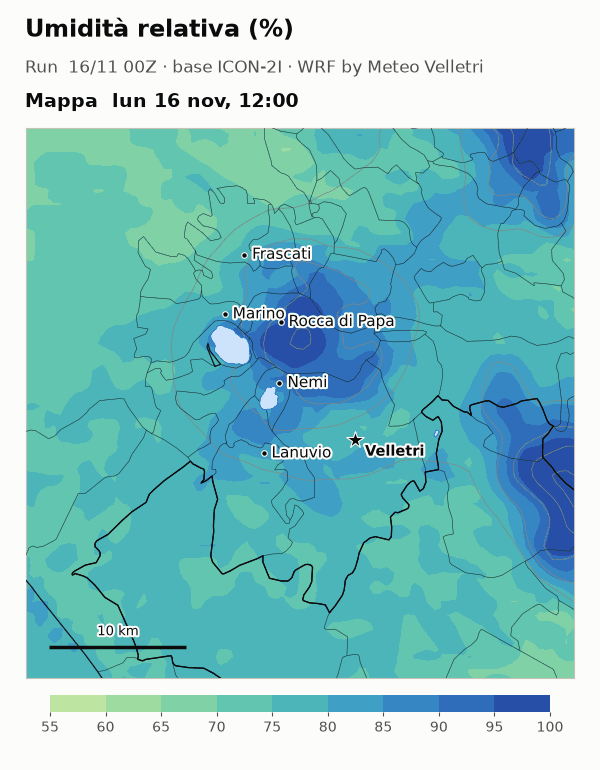 Umidità relativa (%)
Run 16/11 00Z · base ICON-2I · WRF by Meteo Velletri
Mappa lun 16 nov, 12:00
Frascati
Marino
Rocca di Papa
Nemi
Velletri
Lanuvio
10 km
55 60 65 70 75 80 85 90 95 100